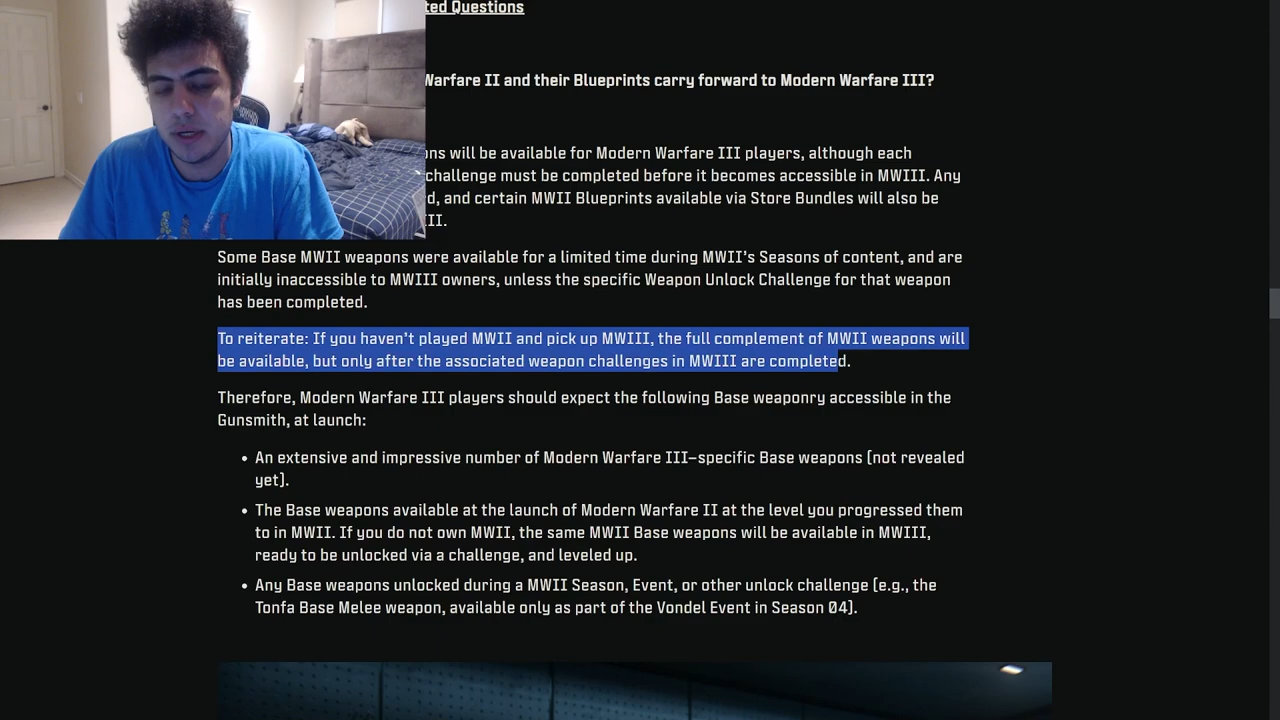 ted Questions
Warfare II and their Blueprints carry forward to Modern Warfare III?
ns will be available for Modern Warfare III players, although each
challenge must be completed before it becomes accessible in MWIII. Any
d, and certain MWII Blueprints available via Store Bundles will also be
III.
Some Base MWII weapons were available for a limited time during MWII's Seasons of content, and are
initially inaccessible to MWIII owners, unless the specific Weapon Unlock Challenge for that weapon
has been completed.
To reiterate: If you haven't played MWII and pick up MWIII, the full complement of MWII weapons will
be available, but only after the associated weapon challenges in MWIII are completed.
Therefore, Modern Warfare III players should expect the following Base weaponry accessible in the
Gunsmith, at launch:
• An extensive and impressive number of Modern Warfare III–specific Base weapons (not revealed
yet).
• The Base weapons available at the launch of Modern Warfare II at the level you progressed them
to in MWII. If you do not own MWII, the same MWII Base weapons will be available in MWIII,
ready to be unlocked via a challenge, and leveled up.
• Any Base weapons unlocked during a MWII Season, Event, or other unlock challenge (e.g., the
Tonfa Base Melee weapon, available only as part of the Vondel Event in Season 04).